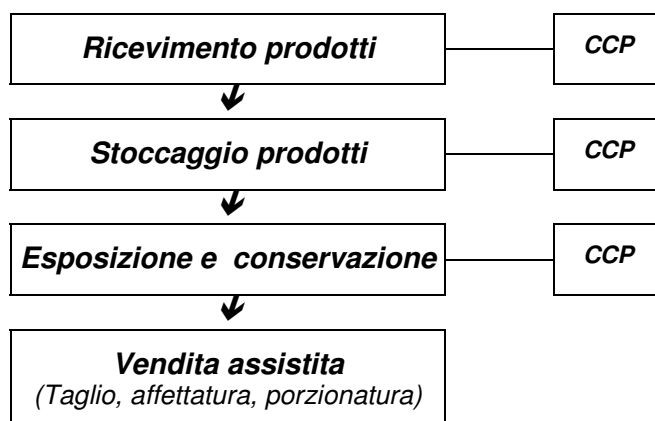 Ricevimento prodotti
CCP
Stoccaggio prodotti
CCP
Esposizione e conservazione
CCP
Vendita assistita
(Taglio, affettatura, porzionatura)